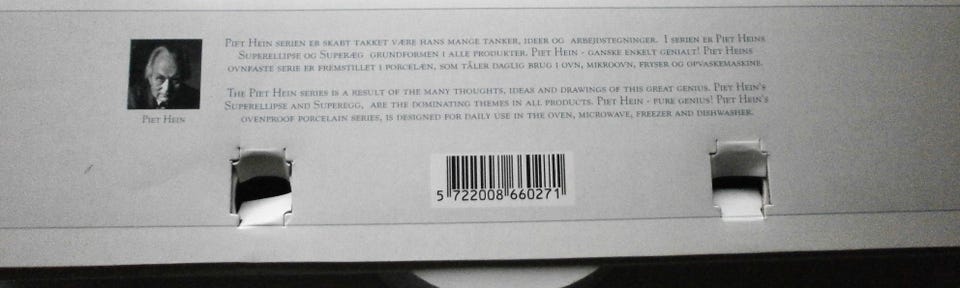 Piet Hein serien er skabt takket være hans mange tanker, ideer og arbejdstegninger. I serien er Piet Heins
Superellipse og Superæg grundformen i alle produkter. Piet Hein - ganske enkelt genialt! Piet Heins
ovnfaste serie er fremstillet i porcelæn, som tåler daglig brug i ovn, mikroovn, fryser og opvaskemaskine.
The Piet Hein series is a result of the many thoughts, ideas and drawings of this great genius. Piet Hein's
Superellipse and Superegg, are the dominating themes in all products. Piet Hein - pure genius! Piet Hein's
ovenproof porcelain series, is designed for daily use in the oven, microwave, freezer and dishwasher.
Piet Hein
5 722008 660271